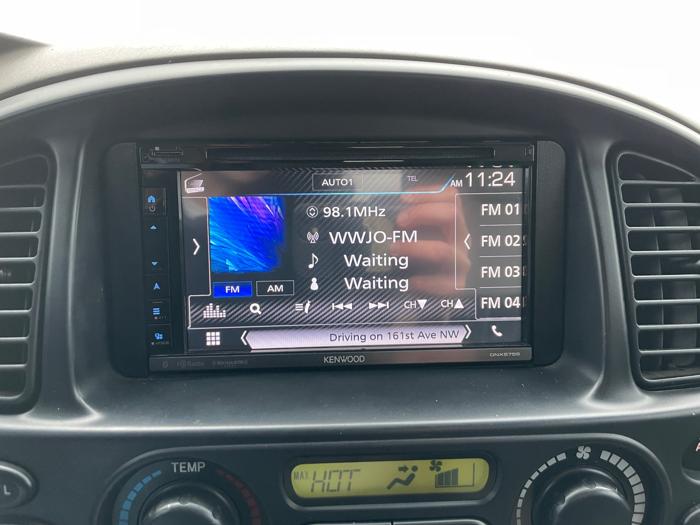 AUTO1 TEL AM 11:24
98.1MHz FM 01
WWJO-FM FM 02
Waiting FM 03
Waiting
FM AM FM 04
CH▼ CH▲
Driving on 161st Ave NW
KENWOOD
TEMP
MAX HOT
L